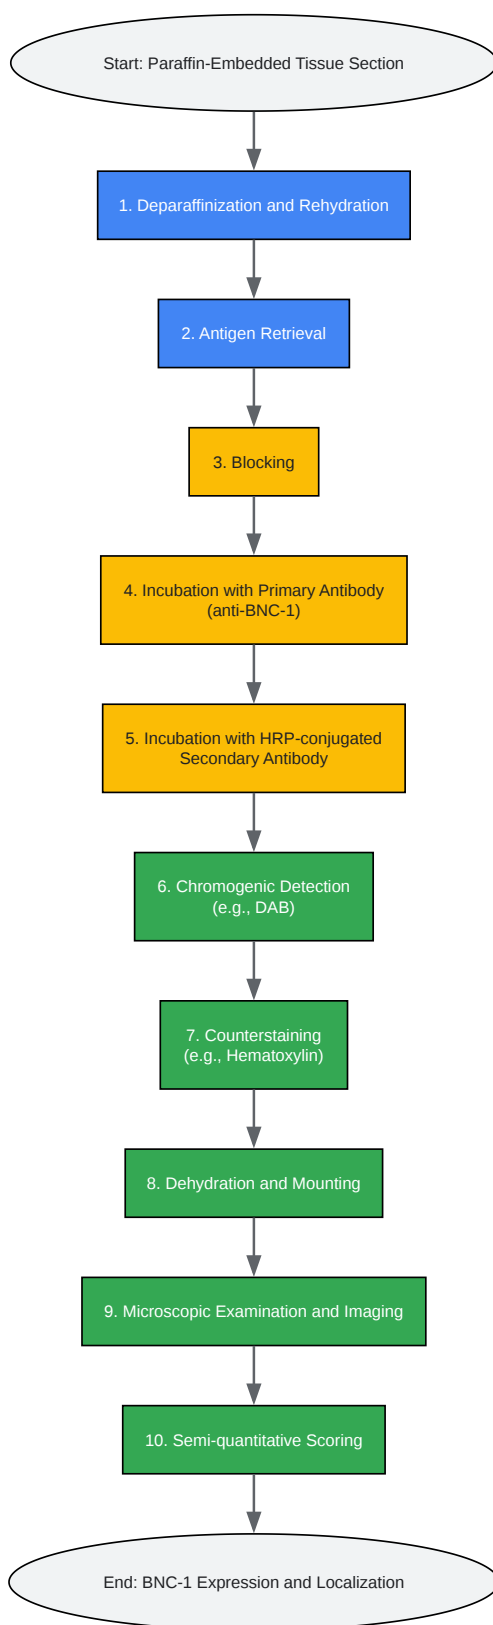 Start: Paraffin-Embedded Tissue Section
1. Deparaffinization and Rehydration
2. Antigen Retrieval
3. Blocking
4. Incubation with Primary Antibody
(anti-BNC-1)
5. Incubation with HRP-conjugated
Secondary Antibody
6. Chromogenic Detection
(e.g., DAB)
7. Counterstaining
(e.g., Hematoxylin)
8. Dehydration and Mounting
9. Microscopic Examination and Imaging
10. Semi-quantitative Scoring
End: BNC-1 Expression and Localization